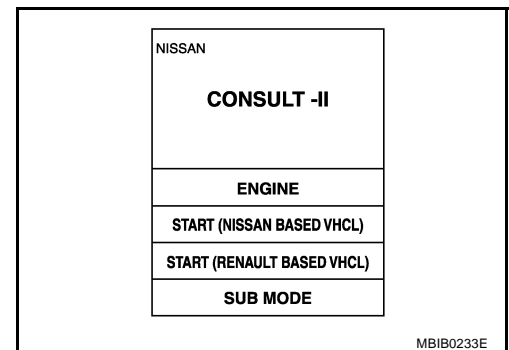 NISSAN
CONSULT -II
ENGINE
START (NISSAN BASED VHCL)
START (RENAULT BASED VHCL)
SUB MODE
MBIB0233E